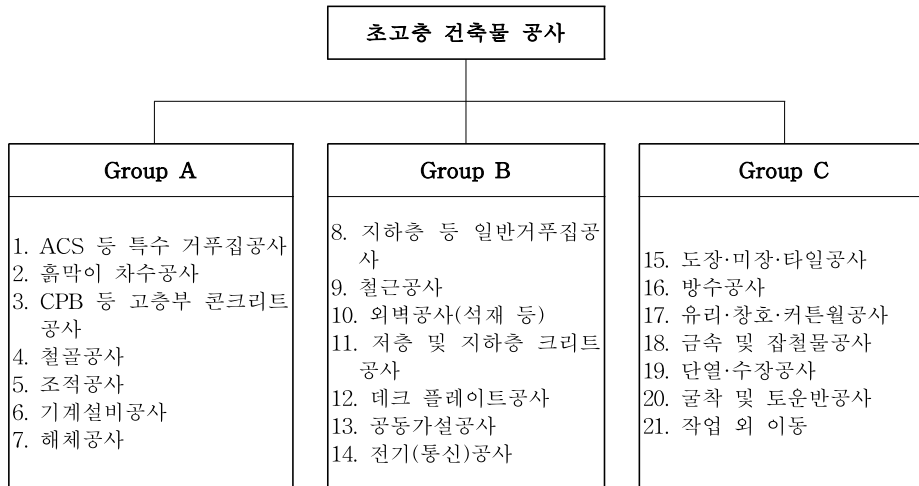 초고층 건축물 공사
Group A
1. ACS 등 특수 거푸집공사
2. 흙막이 차수공사
3. CPB 등 고층부 콘크리트
공사
4. 철골공사
5. 조적공사
6. 기계설비공사
7. 해체공사
Group B
8. 지하층 등 일반거푸집공
사
9. 철근공사
10. 외벽공사(석재 등)
11. 저층 및 지하층 크리트
공사
12. 데크 플레이트공사
13. 공동가설공사
14. 전기(통신)공사
Group C
15. 도장·미장·타일공사
16. 방수공사
17. 유리·창호·커튼월공사
18. 금속 및 잡철물공사
19. 단열·수장공사
20. 굴착 및 토운반공사
21. 작업 외 이동